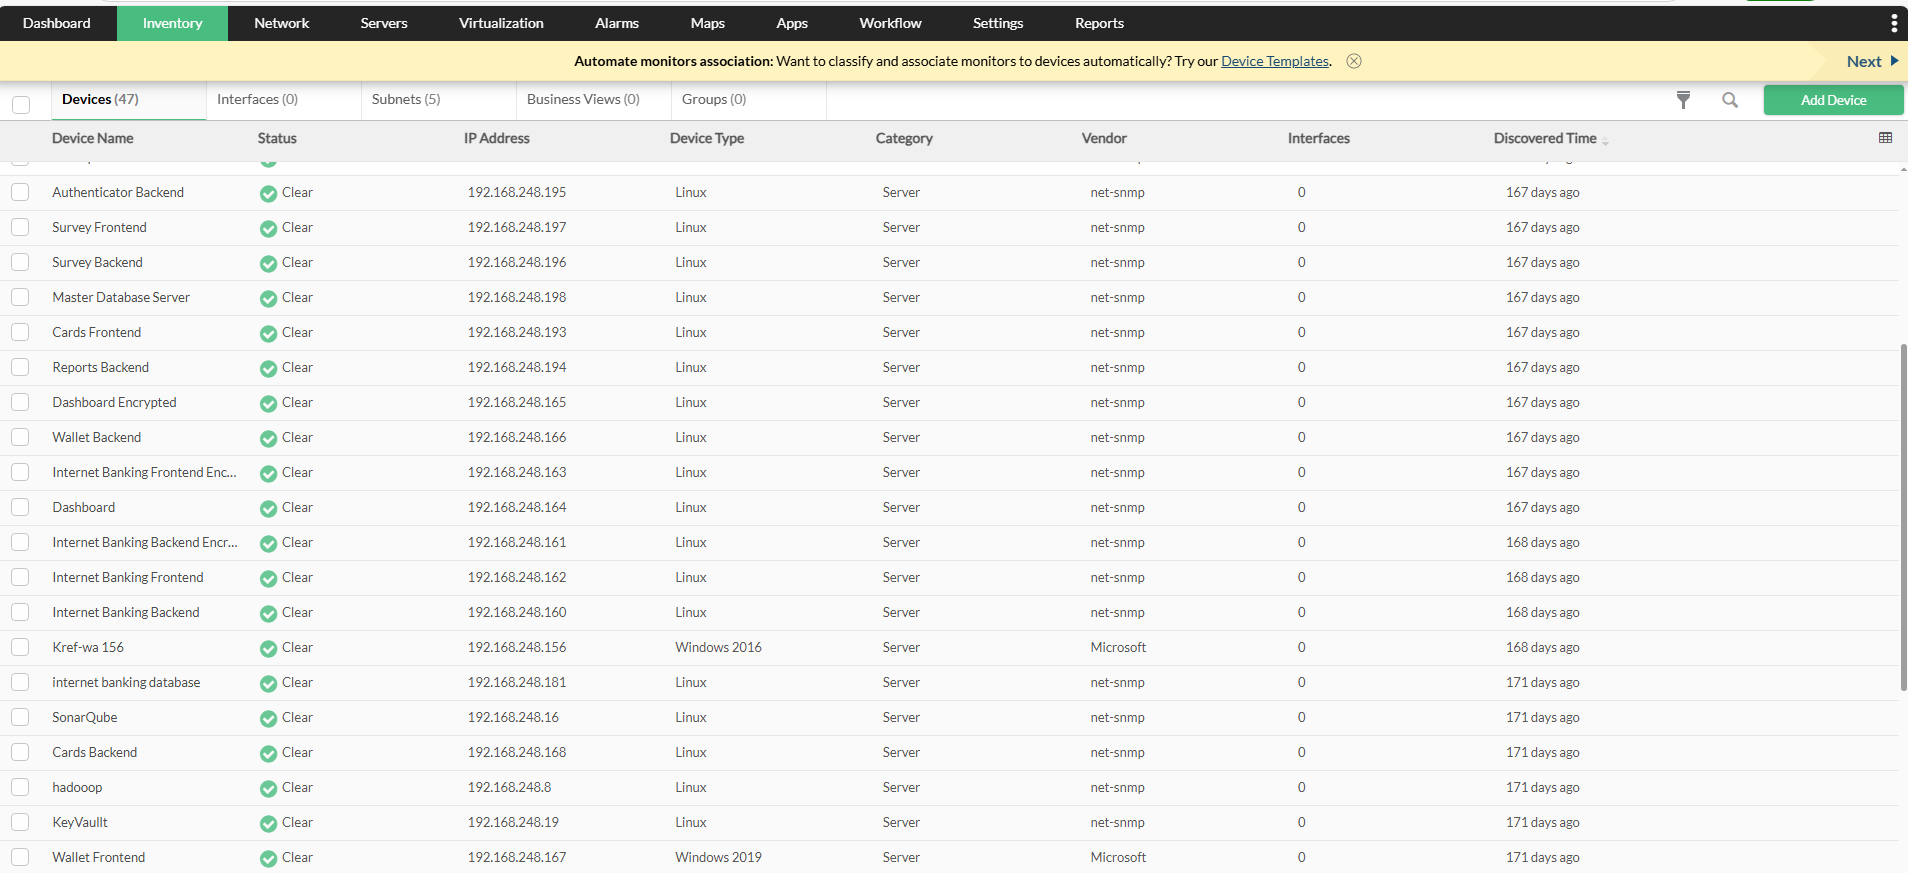 Dashboard Inventory Network Servers Virtualization Alarms Maps Apps Workflow Settings Reports
Automate monitors association: Want to classify and associate monitors to devices automatically? Try our Device Templates. Next
Devices (47) Interfaces (0) Subnets (5) Business Views (0) Groups (0) Add Device
Device Name Status IP Address Device Type Category Vendor Interfaces Discovered Time
Authenticator Backend Clear 192.168.248.195 Linux Server net-snmp 0 167 days ago
Survey Frontend Clear 192.168.248.197 Linux Server net-snmp 0 167 days ago
Survey Backend Clear 192.168.248.196 Linux Server net-snmp 0 167 days ago
Master Database Server Clear 192.168.248.198 Linux Server net-snmp 0 167 days ago
Cards Frontend Clear 192.168.248.193 Linux Server net-snmp 0 167 days ago
Reports Backend Clear 192.168.248.194 Linux Server net-snmp 0 167 days ago
Dashboard Encrypted Clear 192.168.248.165 Linux Server net-snmp 0 167 days ago
Wallet Backend Clear 192.168.248.166 Linux Server net-snmp 0 167 days ago
Internet Banking Frontend Enc... Clear 192.168.248.163 Linux Server net-snmp 0 167 days ago
Dashboard Clear 192.168.248.164 Linux Server net-snmp 0 167 days ago
Internet Banking Backend Encr... Clear 192.168.248.161 Linux Server net-snmp 0 168 days ago
Internet Banking Frontend Clear 192.168.248.162 Linux Server net-snmp 0 168 days ago
Internet Banking Backend Clear 192.168.248.160 Linux Server net-snmp 0 168 days ago
Kref-wa 156 Clear 192.168.248.156 Windows 2016 Server Microsoft 0 168 days ago
internet banking database Clear 192.168.248.181 Linux Server net-snmp 0 171 days ago
SonarQube Clear 192.168.248.16 Linux Server net-snmp 0 171 days ago
Cards Backend Clear 192.168.248.168 Linux Server net-snmp 0 171 days ago
hadooop Clear 192.168.248.8 Linux Server net-snmp 0 171 days ago
KeyVaullt Clear 192.168.248.19 Linux Server net-snmp 0 171 days ago
Wallet Frontend Clear 192.168.248.167 Windows 2019 Server Microsoft 0 171 days ago